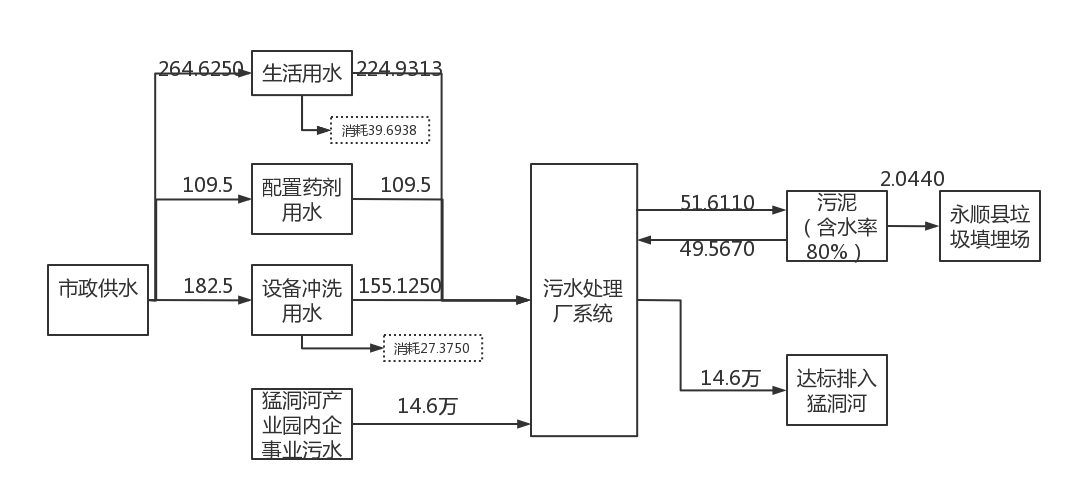 264.6250
生活用水
224.9313
消耗39.6938
109.5
配置药剂
用水
109.5
市政供水
182.5
设备冲洗
用水
155.1250
消耗27.3750
猛洞河产
业园内企
事业污水
14.6万
污水处理
厂系统
51.6110
49.5670
污泥
（含水率
80%）
2.0440
永顺县垃
圾填埋场
14.6万
达标排入
猛洞河